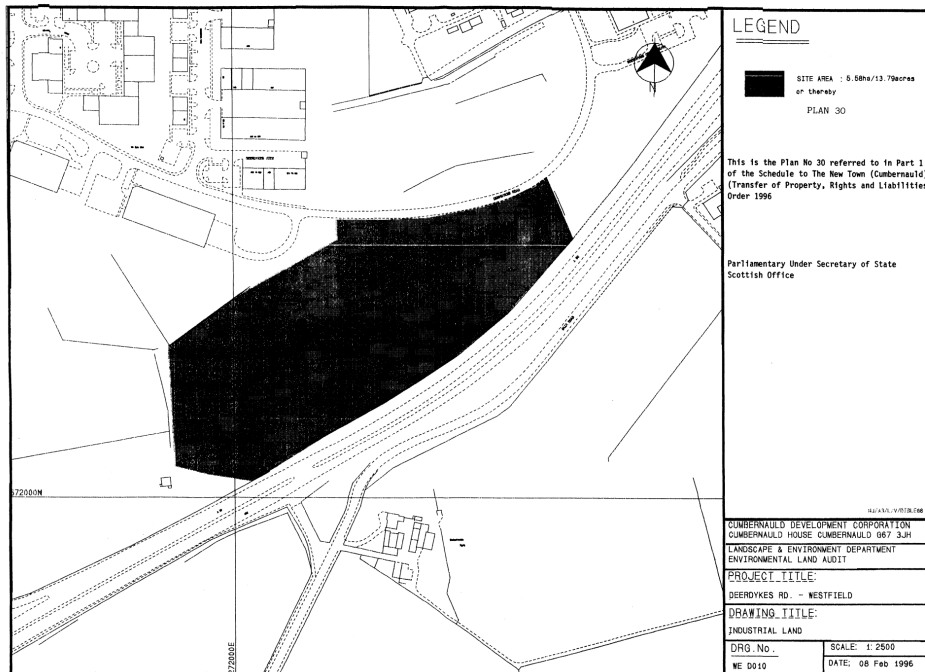 LEGEND
SITE AREA : 5.58ha/13.79acres
or thereby
PLAN 30
N
This is the Plan No 30 referred to in Part 1
of the Schedule to The New Town (Cumbernauld)
(Transfer of Property, Rights and Liabilities
Order 1996
Parliamentary Under Secretary of State
Scottish Office
672000N
272000E
CUMBERNAULD DEVELOPMENT CORPORATION
CUMBERNAULD HOUSE CUMBERNAULD G67 3JH
LANDSCAPE & ENVIRONMENT DEPARTMENT
ENVIRONMENTAL LAND AUDIT
PROJECT TITLE:
DEERDYKES RD. - WESTFIELD
DRAWING TITLE:
INDUSTRIAL LAND
DRG. No.
WE D010
SCALE: 1:2500
DATE: 08 Feb 1996